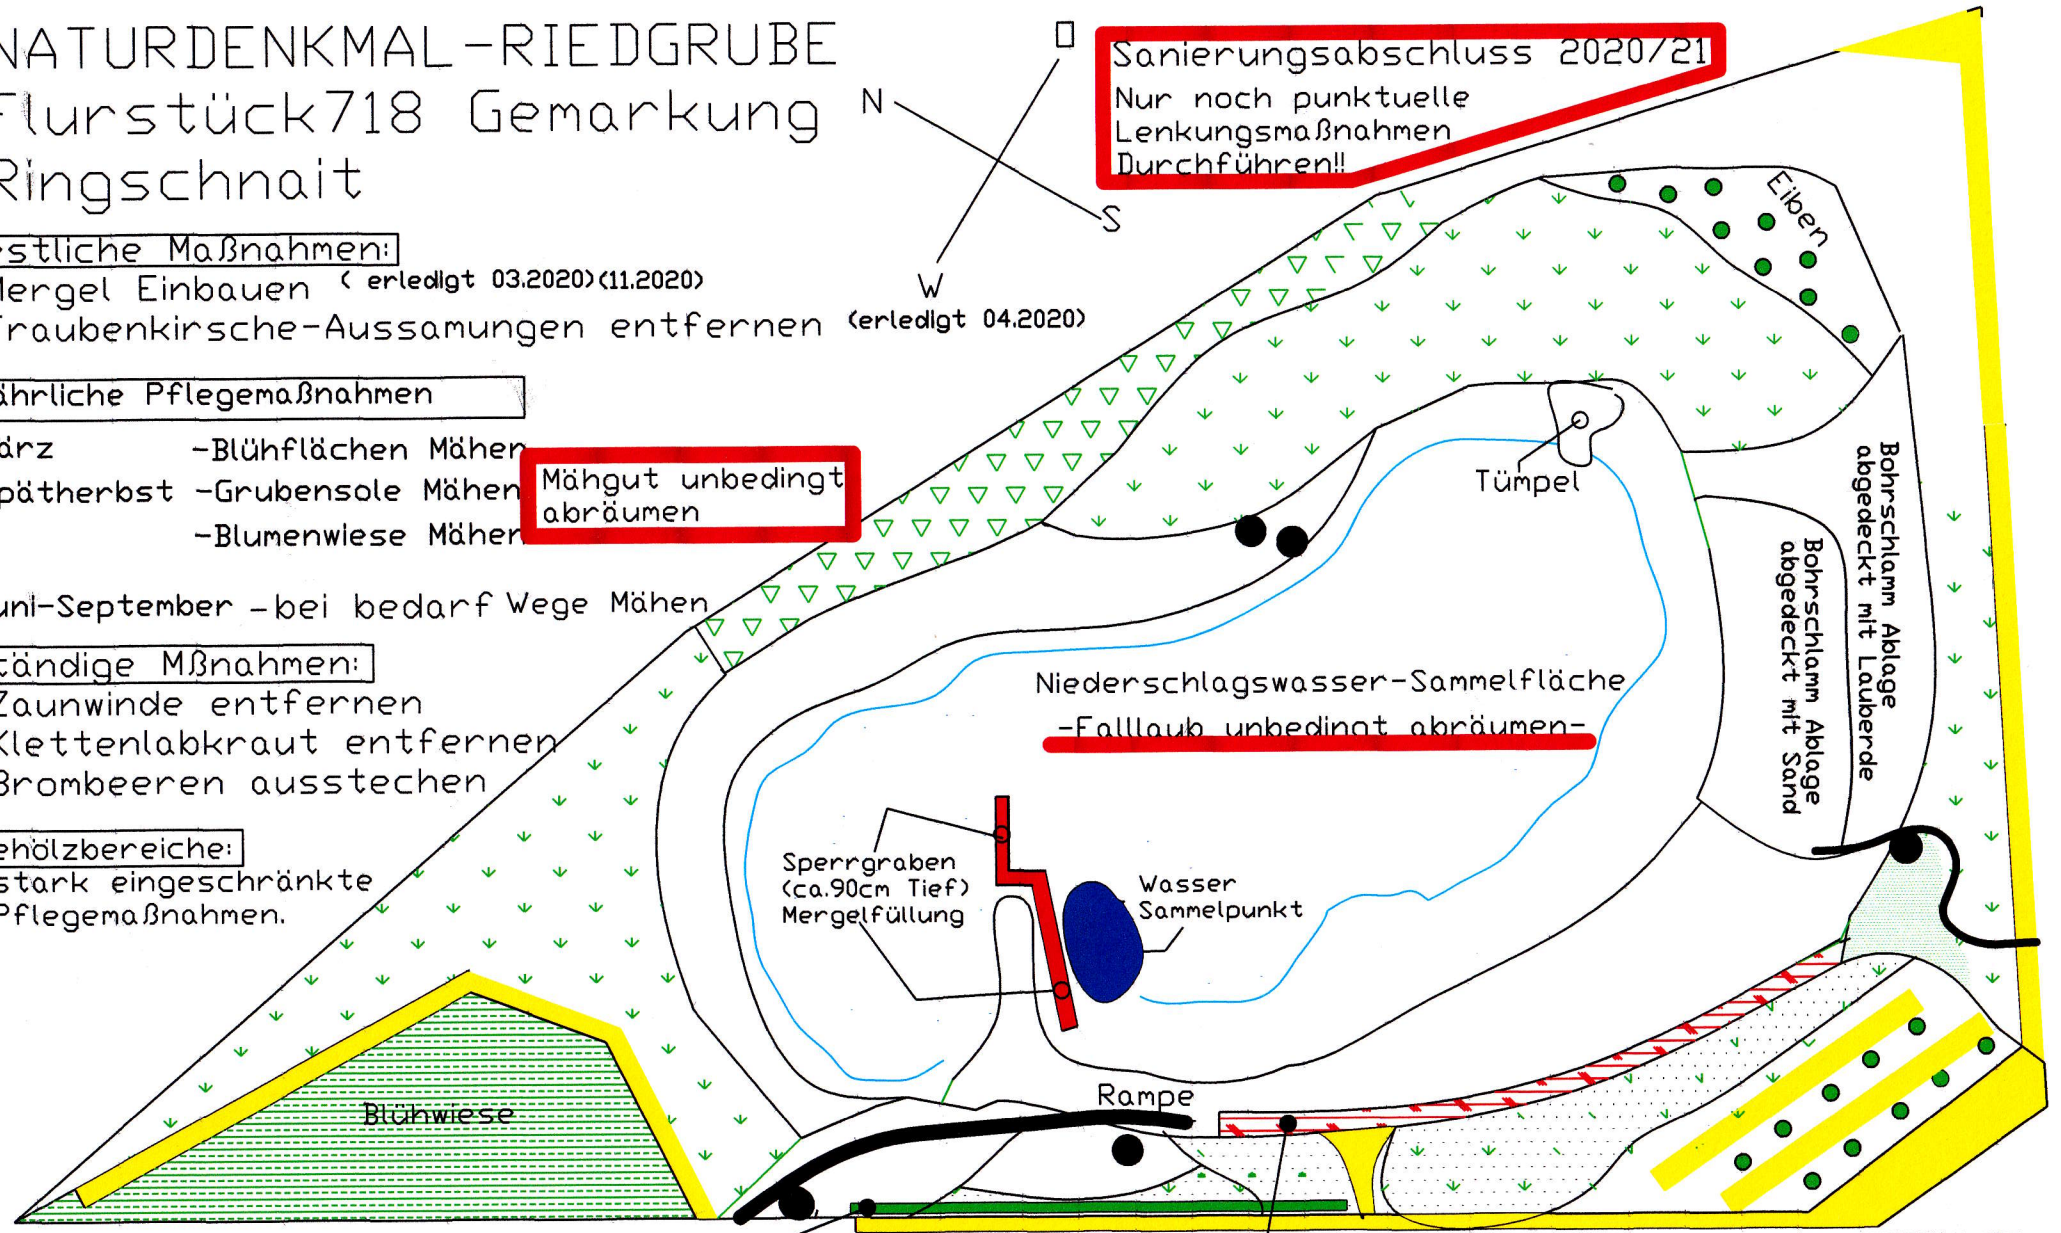 NATURDENKMAL-RIEDGRUBE
Flurstück718 Gemarkung
Ringschnait
O
N
S
W
Sanierungsabschluss 2020/21
Nur noch punktuelle
Lenkungsmaßnahmen
Durchführen!!
estliche Maßnahmen:
Mergel Einbauen (erledigt 03.2020)(11.2020)
Traubenkirsche-Aussamungen entfernen (erledigt 04.2020)
ährliche Pflegemaßnahmen
ärz -Blühflächen Mähen
pätherbst -Grubensole Mähen
-Blumenwiese Mähen
Mähgut unbedingt
abräumen
uni-September -bei bedarf Wege Mähen
tändige Mßnahmen:
Zaunwinde entfernen
Klettenlabkraut entfernen
Brombeeren ausstechen
ehölzbereiche:
stark eingeschränkte
Pflegemaßnahmen.
Eiben
Tümpel
Bohrschlamm Ablage
abgedeckt mit Lauberde
Bohrschlamm Ablage
abgedeckt mit Sand
Niederschlagswasser-Sammelfläche
-Falllaub unbedingt abräumen-
Sperrgraben
(ca.90cm Tief)
Mergelfüllung
Wasser
Sammelpunkt
Rampe
Blühwiese